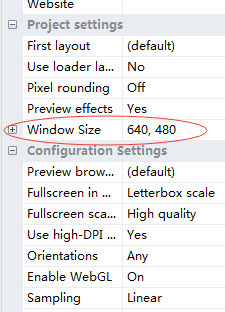 Website
Project settings
First layout (default)
Use loader la... No
Pixel rounding Off
Preview effects Yes
Window Size 640, 480
Configuration Settings
Preview brow... (default)
Fullscreen in ... Letterbox scale
Fullscreen sca... High quality
Use high-DPI ... Yes
Orientations Any
Enable WebGL On
Sampling Linear